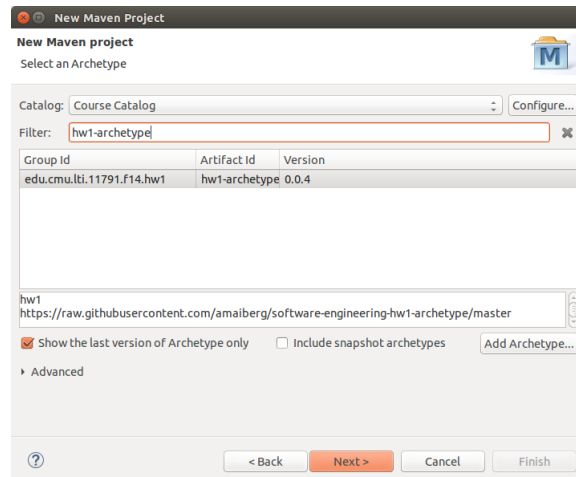 New Maven Project
New Maven project
Select an Archetype
M
Catalog: Course Catalog Configure...
Filter: hw1-archetype
Group Id Artifact Id Version
edu.cmu.lti.11791.f14.hw1 hw1-archetype 0.0.4
hw1
https://raw.githubusercontent.com/amaiberg/software-engineering-hw1-archetype/master
Show the last version of Archetype only Include snapshot archetypes Add Archetype...
Advanced
? < Back Next > Cancel Finish